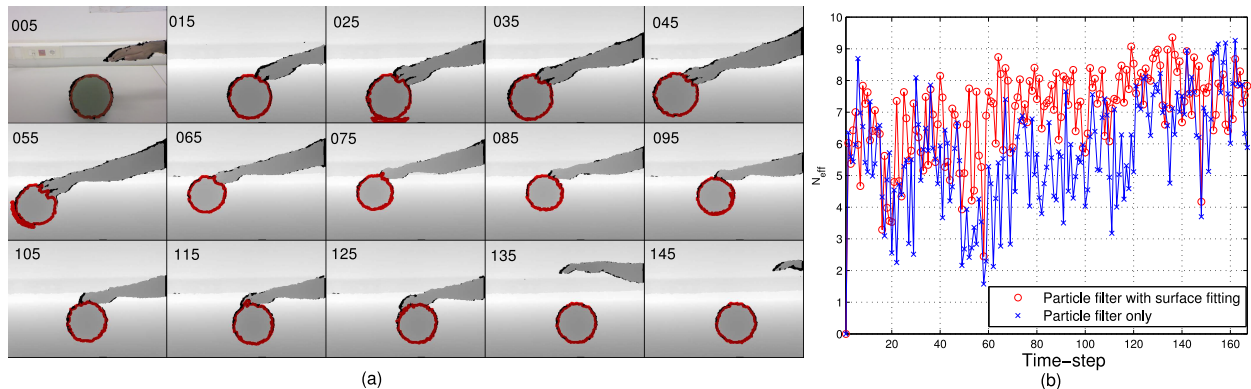 005 015 025 035 045
055 065 075 085 095
105 115 125 135 145
(a)
10
9
8
7
6
5
4
3
2
1
0
N_eff
0 20 40 60 80 100 120 140 160
Time−step
Particle filter with surface fitting
Particle filter only
(b)